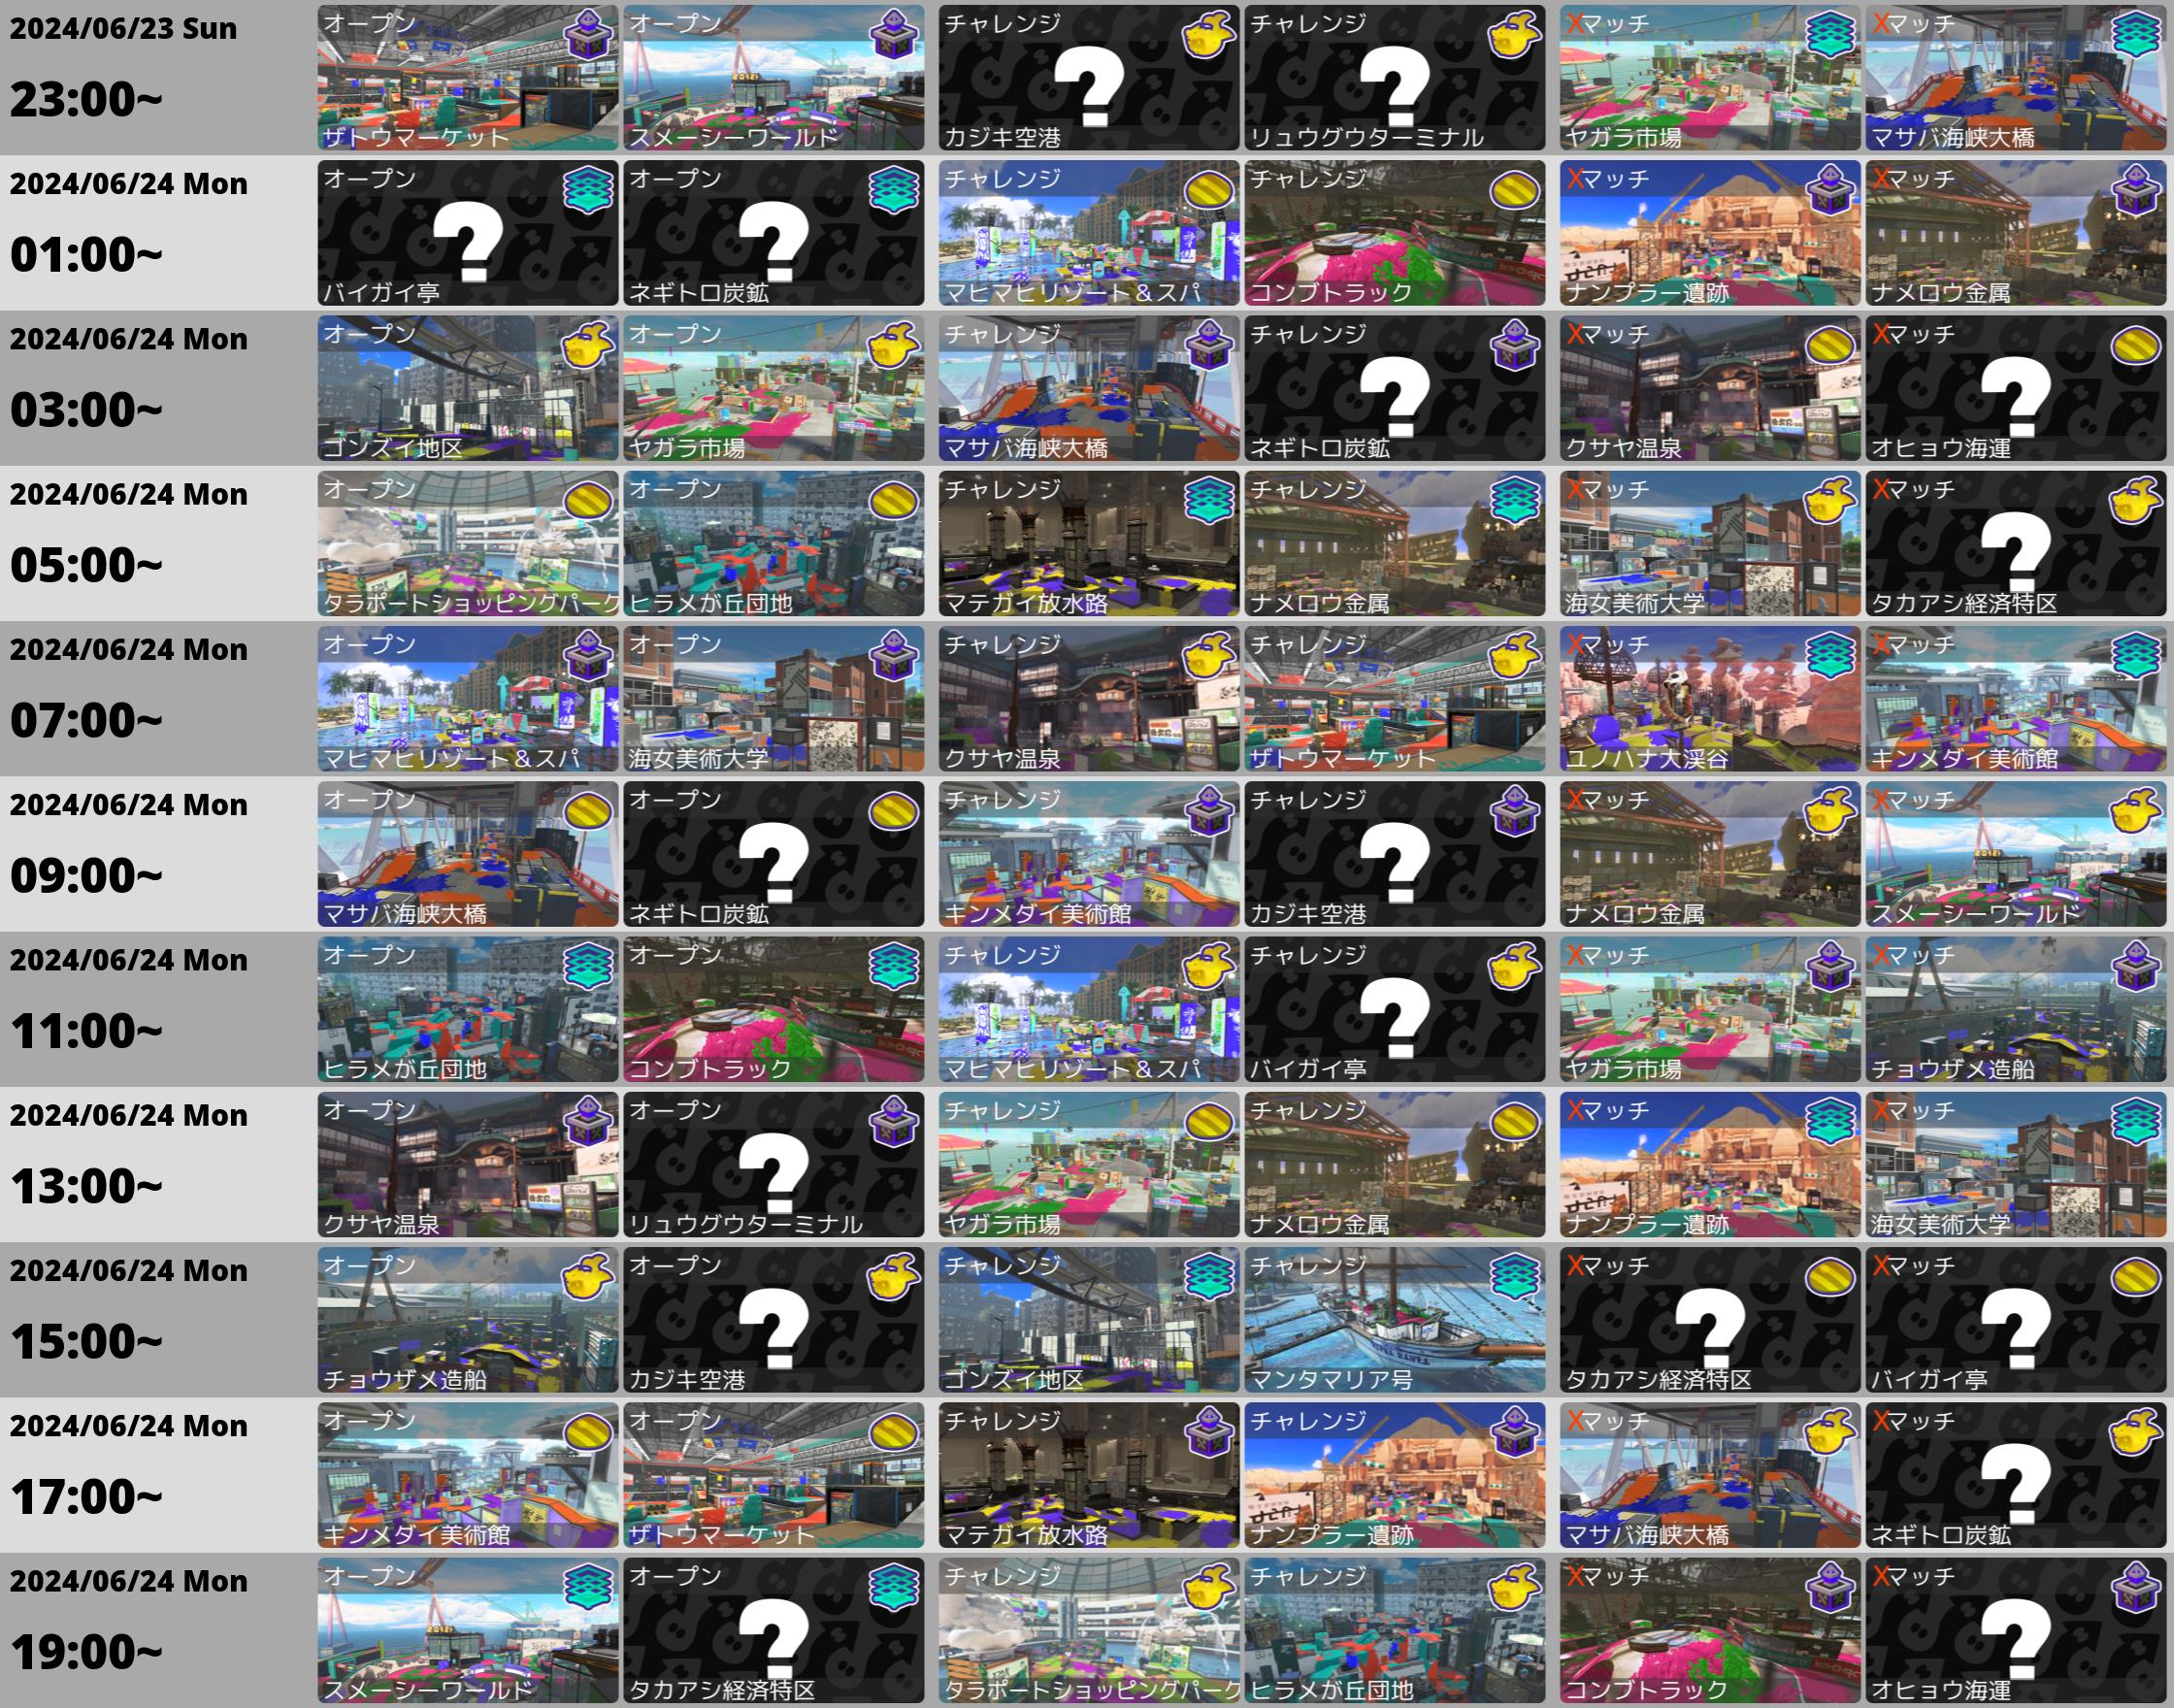 2024/06/23 Sun
23:00~
オープン
ザトウマーケット
オープン
スメーシーワールド
チャレンジ
カジキ空港
チャレンジ
リュウグウターミナル
Xマッチ
ヤガラ市場
Xマッチ
マサバ海峡大橋
2024/06/24 Mon
01:00~
オープン
バイガイ亭
オープン
ネギトロ炭鉱
チャレンジ
マヒマヒリゾート＆スパ
チャレンジ
コンブトラック
Xマッチ
ナンプラー遺跡
Xマッチ
ナメロウ金属
2024/06/24 Mon
03:00~
オープン
ゴンズイ地区
オープン
ヤガラ市場
チャレンジ
マサバ海峡大橋
チャレンジ
ネギトロ炭鉱
Xマッチ
クサヤ温泉
Xマッチ
オヒョウ海運
2024/06/24 Mon
05:00~
オープン
タラポートショッピングパーク
オープン
ヒラメが丘団地
チャレンジ
マテガイ放水路
チャレンジ
ナメロウ金属
Xマッチ
海女美術大学
Xマッチ
タカアシ経済特区
2024/06/24 Mon
07:00~
オープン
マヒマヒリゾート＆スパ
オープン
海女美術大学
チャレンジ
クサヤ温泉
チャレンジ
ザトウマーケット
Xマッチ
ユノハナ大渓谷
Xマッチ
キンメダイ美術館
2024/06/24 Mon
09:00~
オープン
マサバ海峡大橋
オープン
ネギトロ炭鉱
チャレンジ
キンメダイ美術館
チャレンジ
カジキ空港
Xマッチ
ナメロウ金属
Xマッチ
スメーシーワールド
2024/06/24 Mon
11:00~
オープン
ヒラメが丘団地
オープン
コンブトラック
チャレンジ
マヒマヒリゾート＆スパ
チャレンジ
バイガイ亭
Xマッチ
ヤガラ市場
Xマッチ
チョウザメ造船
2024/06/24 Mon
13:00~
オープン
クサヤ温泉
オープン
リュウグウターミナル
チャレンジ
ヤガラ市場
チャレンジ
ナメロウ金属
Xマッチ
ナンプラー遺跡
Xマッチ
海女美術大学
2024/06/24 Mon
15:00~
オープン
チョウザメ造船
オープン
カジキ空港
チャレンジ
ゴンズイ地区
チャレンジ
マンタマリア号
Xマッチ
タカアシ経済特区
Xマッチ
バイガイ亭
2024/06/24 Mon
17:00~
オープン
キンメダイ美術館
オープン
ザトウマーケット
チャレンジ
マテガイ放水路
チャレンジ
ナンプラー遺跡
Xマッチ
マサバ海峡大橋
Xマッチ
ネギトロ炭鉱
2024/06/24 Mon
19:00~
オープン
スメーシーワールド
オープン
タカアシ経済特区
チャレンジ
タラポートショッピングパーク
チャレンジ
ヒラメが丘団地
Xマッチ
コンブトラック
Xマッチ
オヒョウ海運